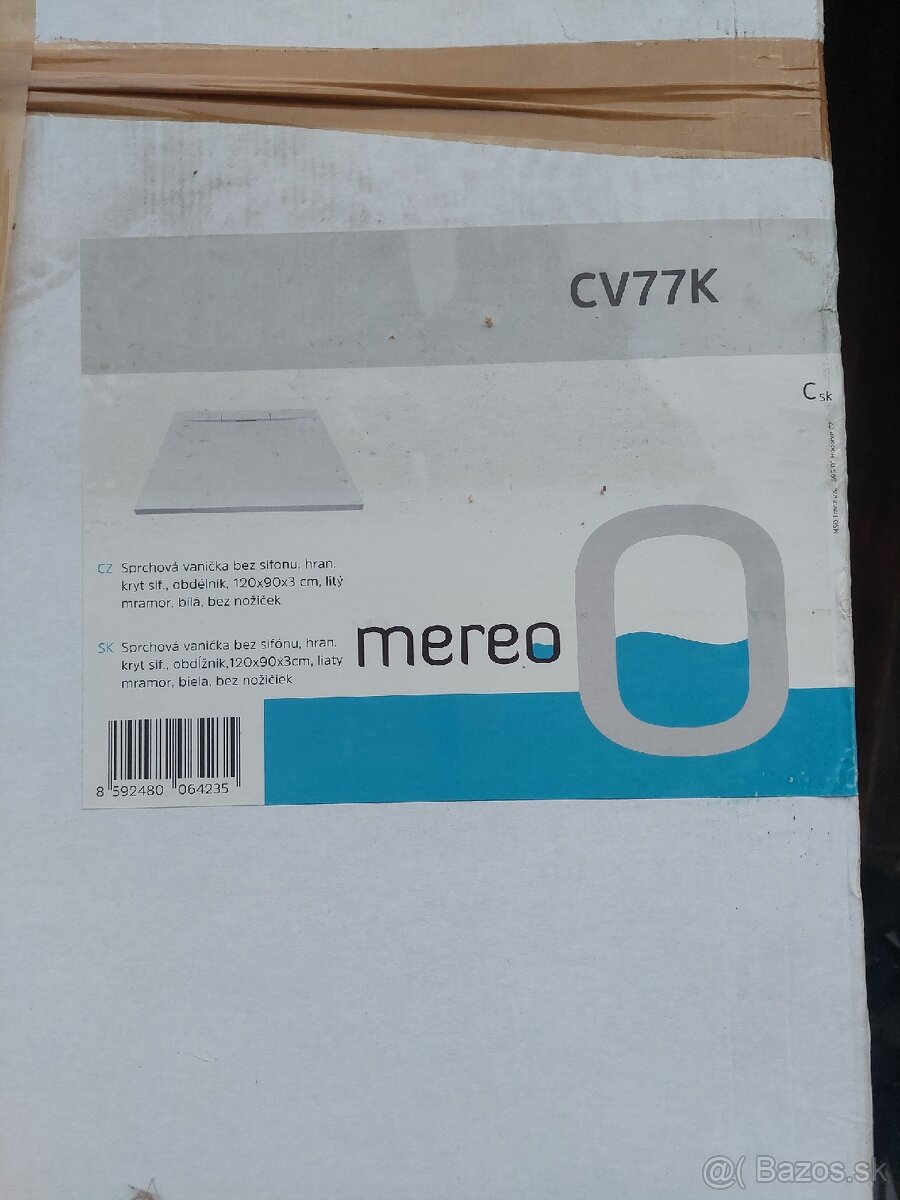 CV77K
Csk
CZ Sprchová vanička bez sifonu, hran.
kryt sif., obdélník, 120x90x3 cm, litý
mramor, bílá, bez nožiček
SK Sprchová vanička bez sifónu, hran.
kryt sif., obdĺžnik,120x90x3cm, liaty
mramor, biela, bez nožičiek
mereo
8 592480 064235
@( Bazos.sk